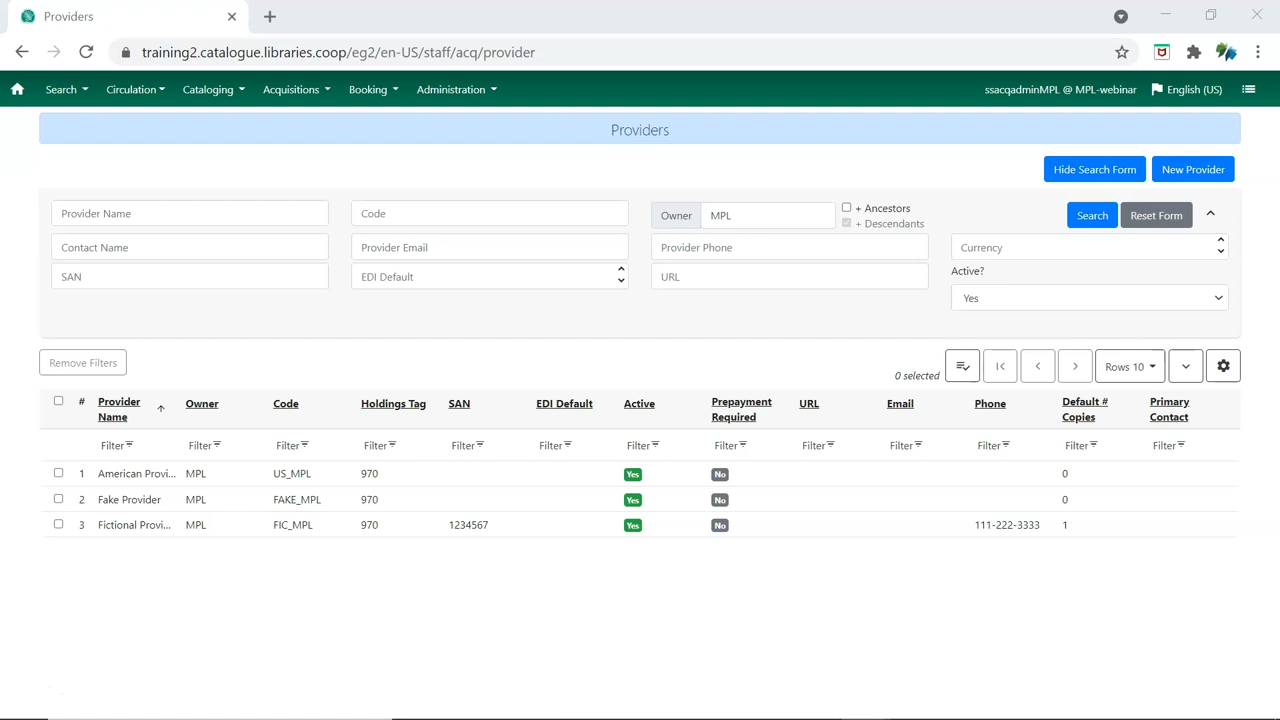 Providers
training2.catalogue.libraries.coop/eg2/en-US/staff/acq/provider
Search Circulation Cataloging Acquisitions Booking Administration ssacqadminMPL @ MPL-webinar English (US)
Providers
Hide Search Form New Provider
Provider Name Code Owner MPL + Ancestors + Descendants Search Reset Form
Contact Name Provider Email Provider Phone Currency
SAN EDI Default URL Active?
Yes
Remove Filters 0 selected Rows 10
# Provider Name Owner Code Holdings Tag SAN EDI Default Active Prepayment Required URL Email Phone Default # Copies Primary Contact
Filter Filter Filter Filter Filter Filter Filter Filter Filter Filter Filter Filter Filter
1 American Provi... MPL US_MPL 970 Yes No 0
2 Fake Provider MPL FAKE_MPL 970 Yes No 0
3 Fictional Provi... MPL FIC_MPL 970 1234567 Yes No 111-222-3333 1